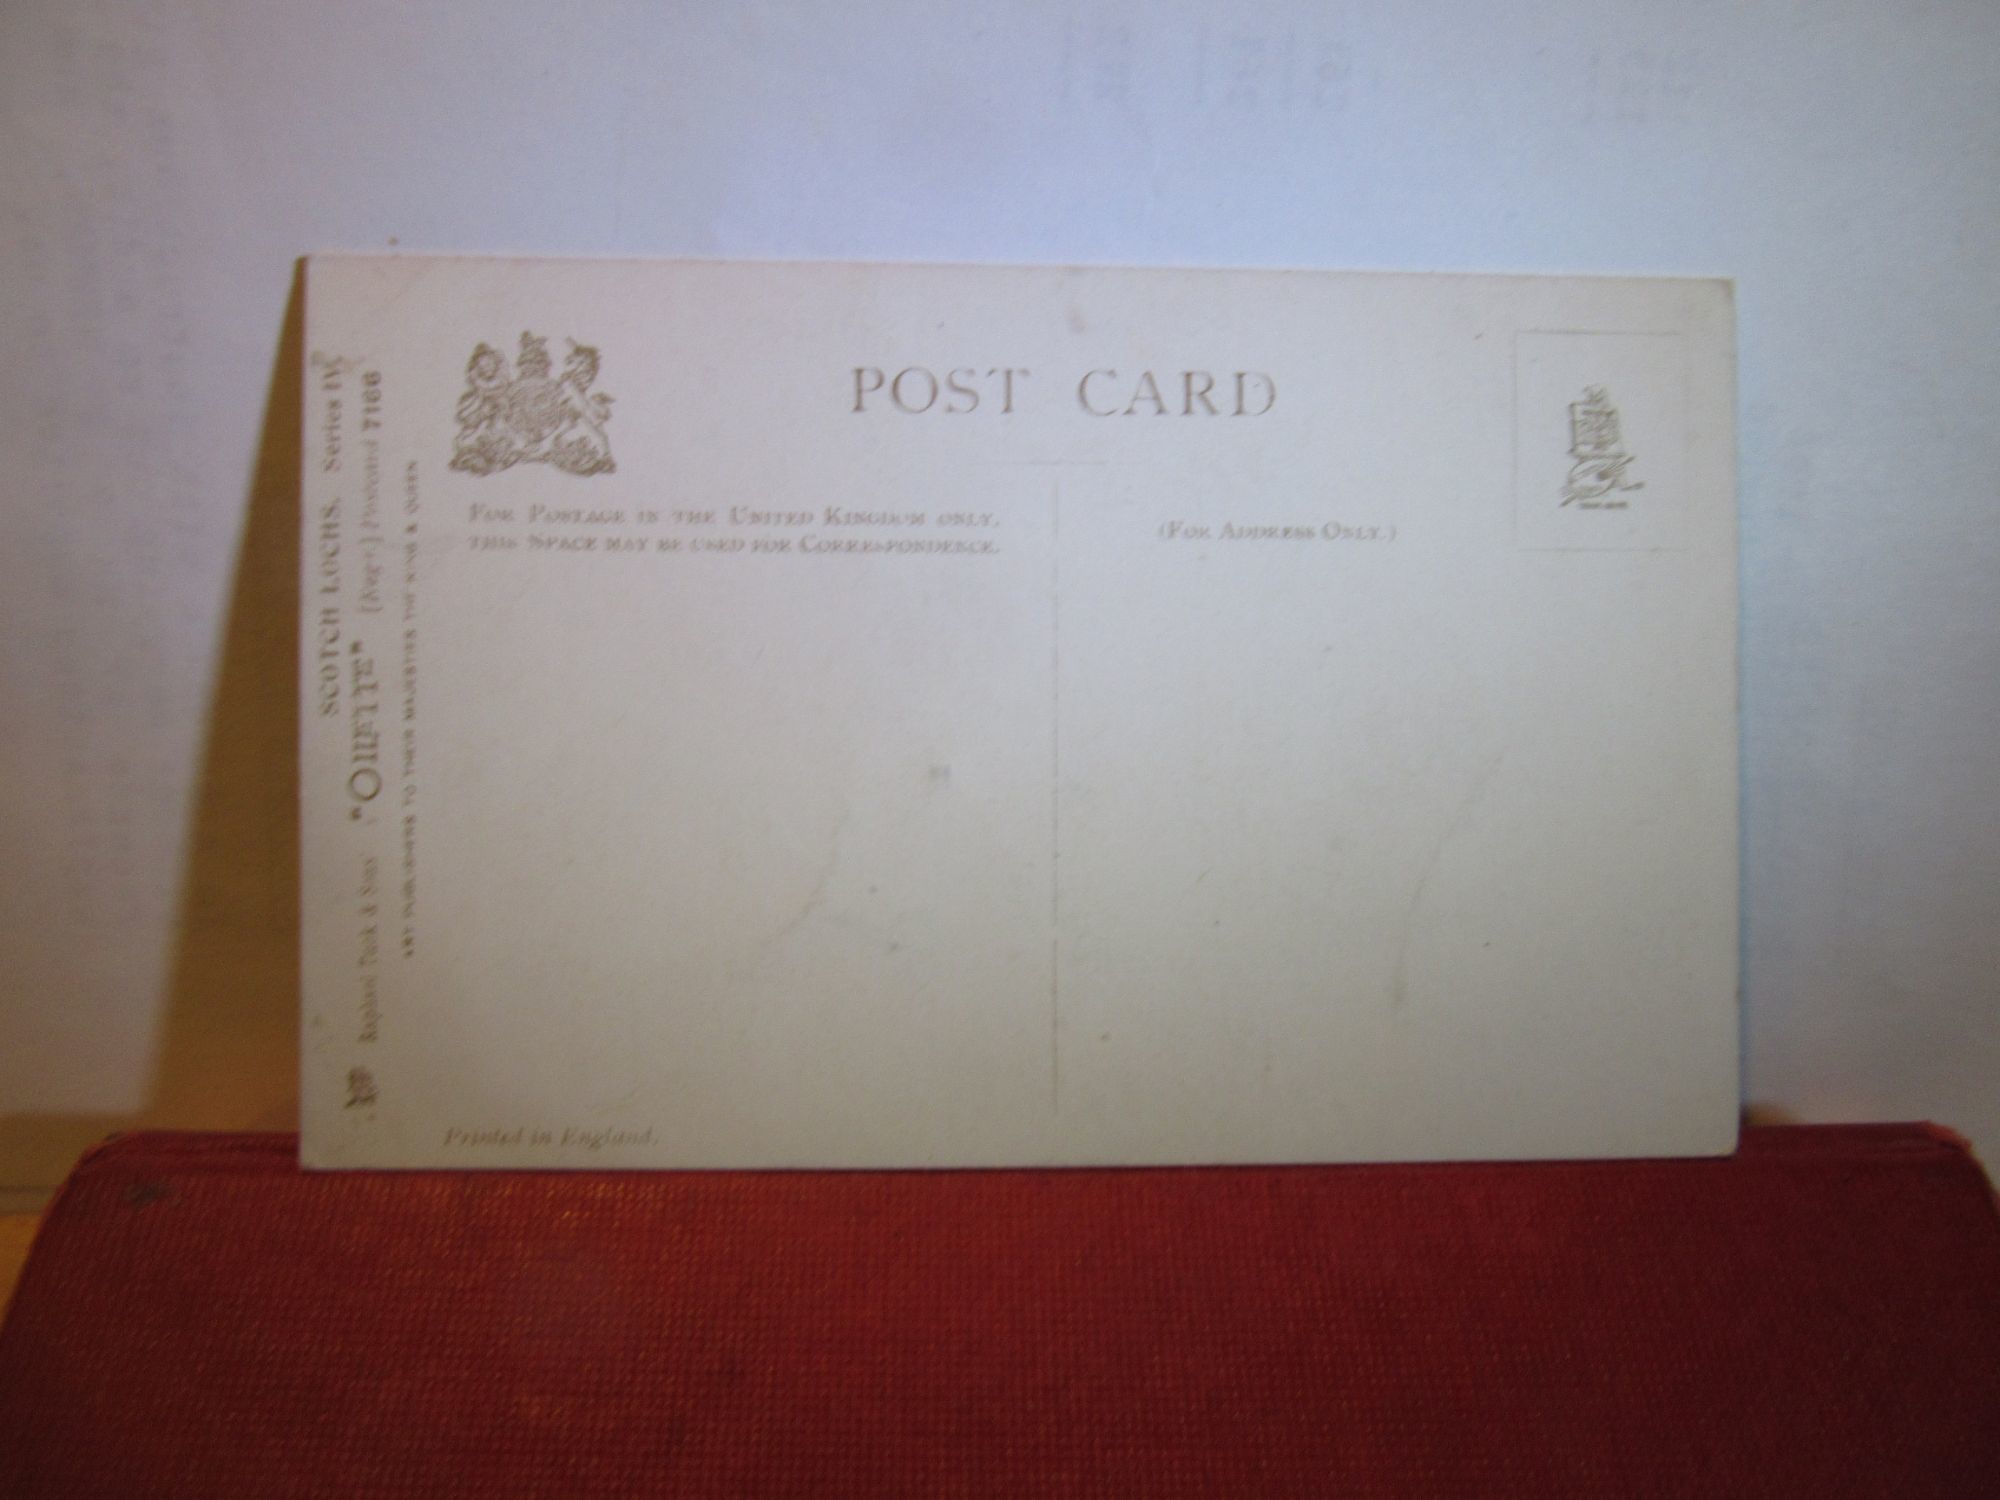 POST CARD
FOR POSTAGE IN THE UNITED KINGDOM ONLY,
THIS SPACE MAY BE USED FOR CORRESPONDENCE.
(FOR ADDRESS ONLY.)
SCOTCH LOCHS. Series IV.
Raphael Tuck & Sons' "OILETTE" [Regd.] Postcard 7166
ART PUBLISHERS TO THEIR MAJESTIES THE KING & QUEEN
Printed in England.